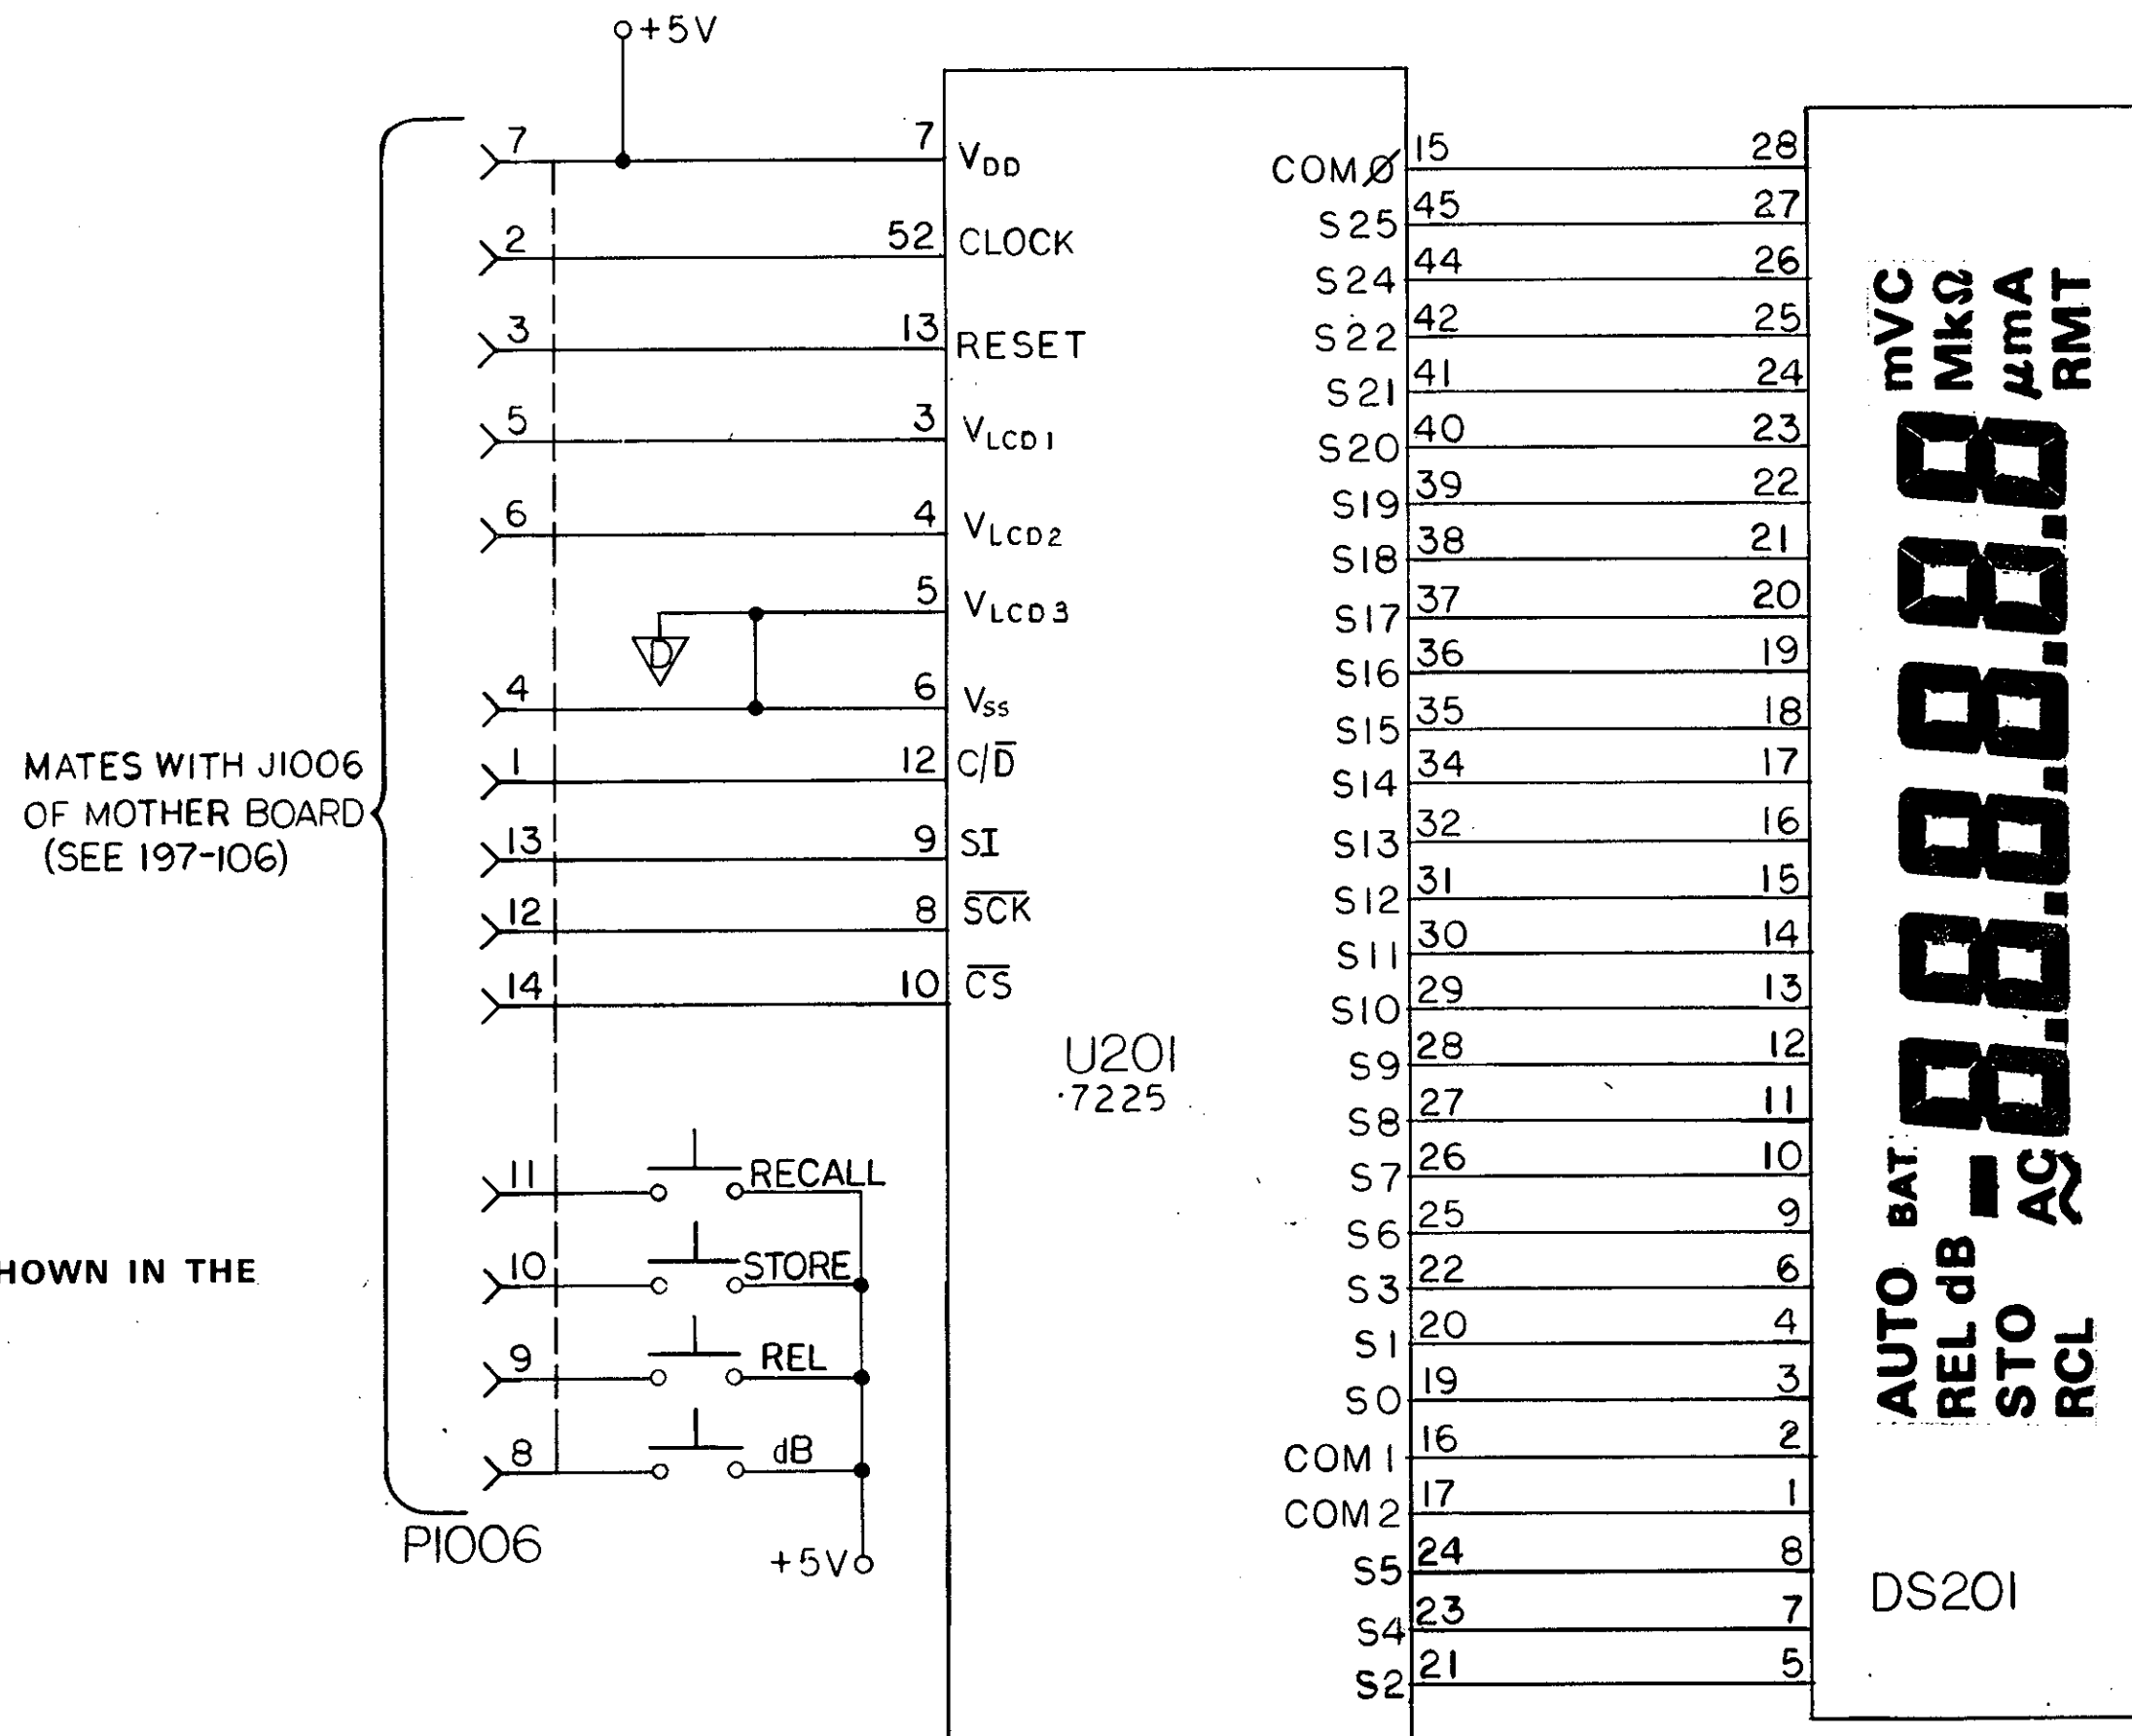 +5V
7 7 VDD
2 52 CLOCK
3 13 RESET
5 3 VLCD1
6 4 VLCD2
5 VLCD3
D
4 6 VSS
1 12 C/D̅
13 9 SI
12 8 S̅C̅K̅
14 10 C̅S̅
MATES WITH J1006
OF MOTHER BOARD
(SEE 197-106)
11 RECALL
10 STORE
HOWN IN THE
9 REL
8 dB
P1006
+5V
U201
7225
COMØ 15 28
S25 45 27
S24 44 26
S22 42 25
S21 41 24
S20 40 23
S19 39 22
S18 38 21
S17 37 20
S16 36 19
S15 35 18
S14 34 17
S13 32 16
S12 31 15
S11 30 14
S10 29 13
S9 28 12
S8 27 11
S7 26 10
S6 25 9
S3 22 6
S1 20 4
S0 19 3
COM1 16 2
COM2 17 1
S5 24 8
S4 23 7
S2 21 5
AUTO BAT
REL dB
STO AC
RCL
8.8.8.8.8.8
mVC
MkΩ
μmA
RMT
DS201